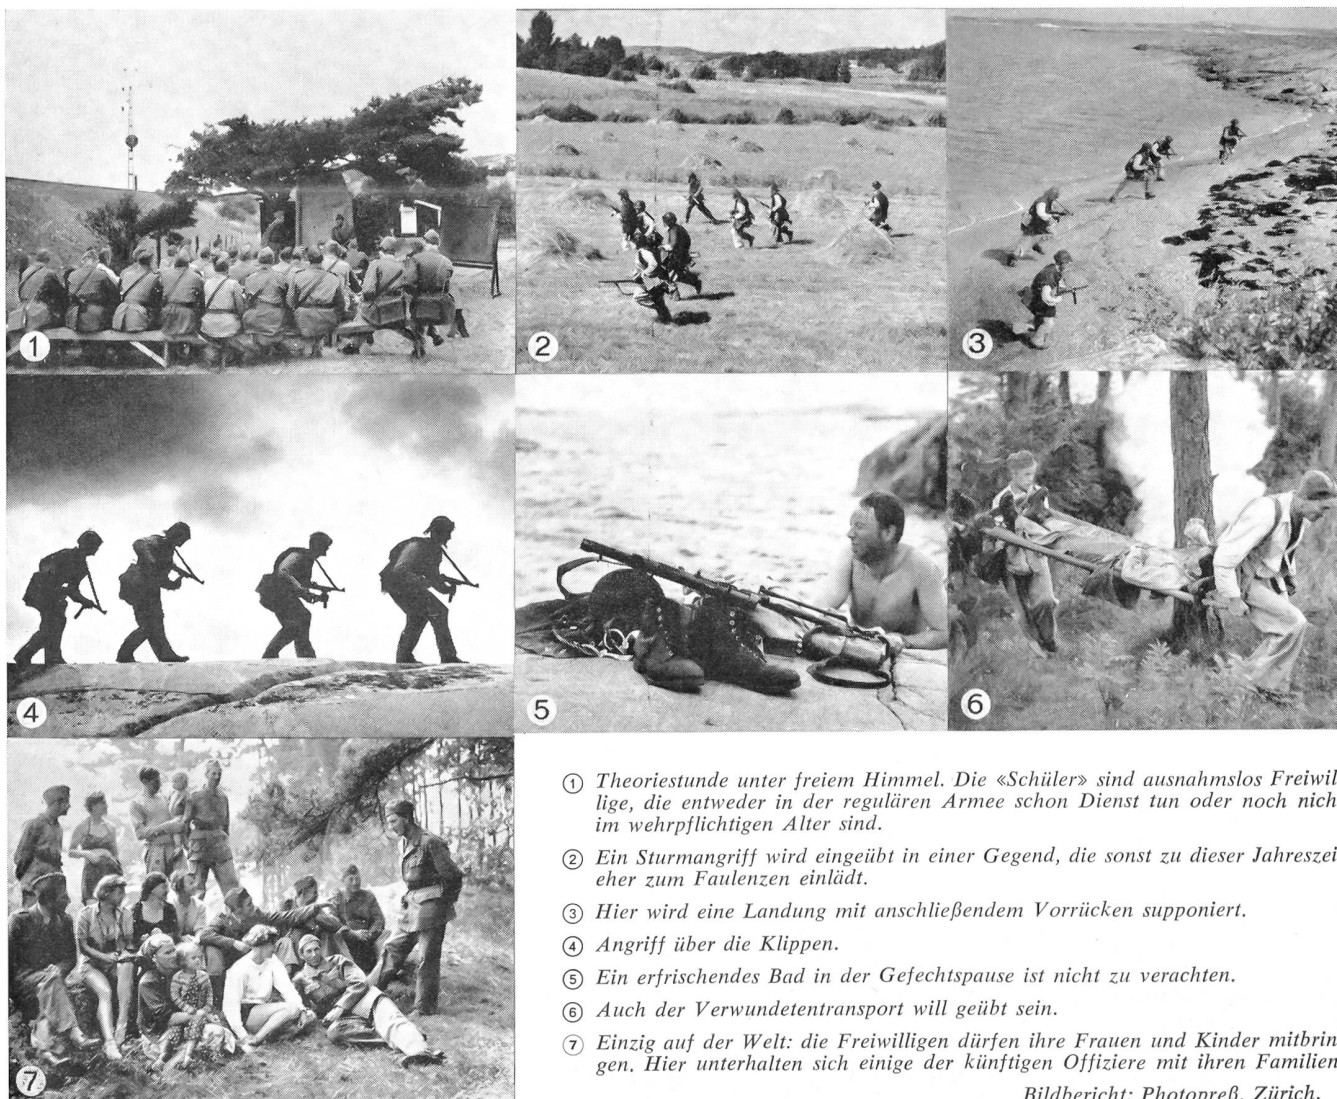 1
2
3
4
5
6
7
① Theoriestunde unter freiem Himmel. Die «Schüler» sind ausnahmslos Freiwil
lige, die entweder in der regulären Armee schon Dienst tun oder noch nich
im wehrpflichtigen Alter sind.
② Ein Sturmangriff wird eingeübt in einer Gegend, die sonst zu dieser Jahreszei
eher zum Faulenzen einlädt.
③ Hier wird eine Landung mit anschließendem Vorrücken supponiert.
④ Angriff über die Klippen.
⑤ Ein erfrischendes Bad in der Gefechtspause ist nicht zu verachten.
⑥ Auch der Verwundetentransport will geübt sein.
⑦ Einzig auf der Welt: die Freiwilligen dürfen ihre Frauen und Kinder mitbrin
gen. Hier unterhalten sich einige der künftigen Offiziere mit ihren Familien
Bildbericht: Photopreß, Zürich.